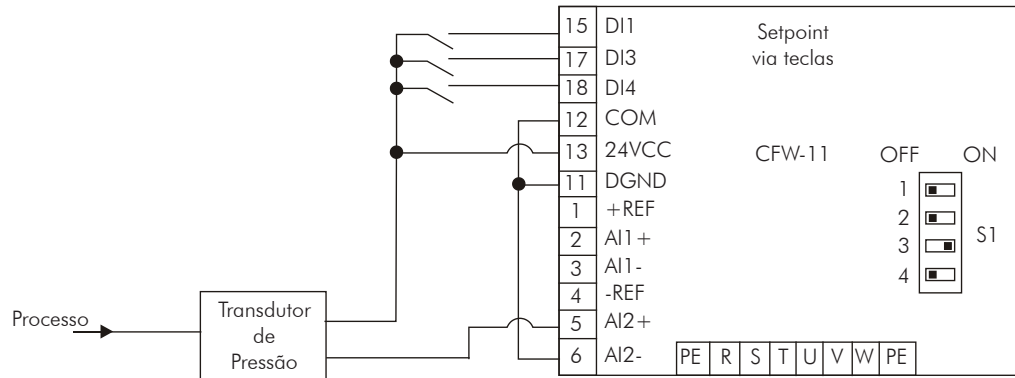 15 DI1
17 DI3
18 DI4
12 COM
13 24VCC
11 DGND
1 +REF
2 AI1+
3 AI1-
4 -REF
5 AI2+
6 AI2-
Setpoint
via teclas
CFW-11
OFF ON
1
2
3
4
S1
PE R S T U V W PE
Processo
Transdutor
de
Pressão